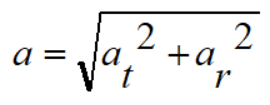 a = √(a_t² + a_r²)